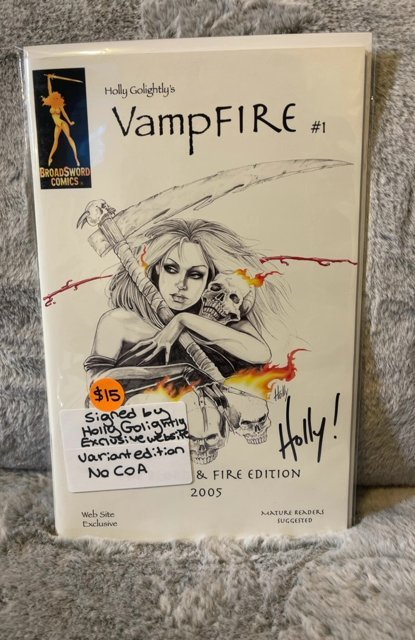 Holly Golightly's
VampFIRE #1
BROADSWORD
COMICS
Holly
$15
Signed by
Holly Golightly
Exclusive website
variant edition
No COA
Holly!
& FIRE EDITION
2005
Web Site
Exclusive
MATURE READERS
SUGGESTED